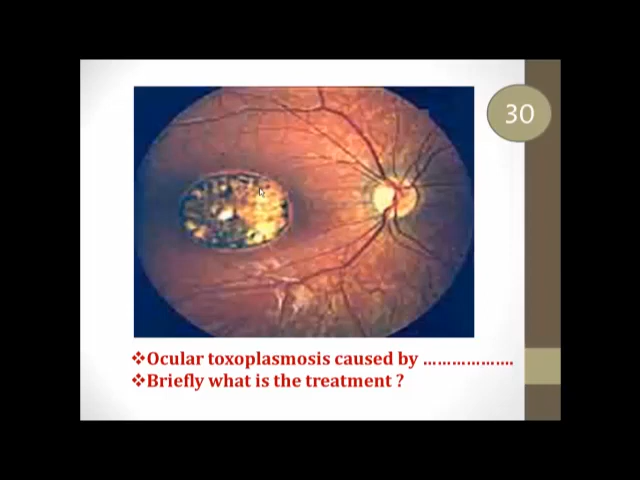 30
❖Ocular toxoplasmosis caused by ……………….
❖Briefly what is the treatment ?